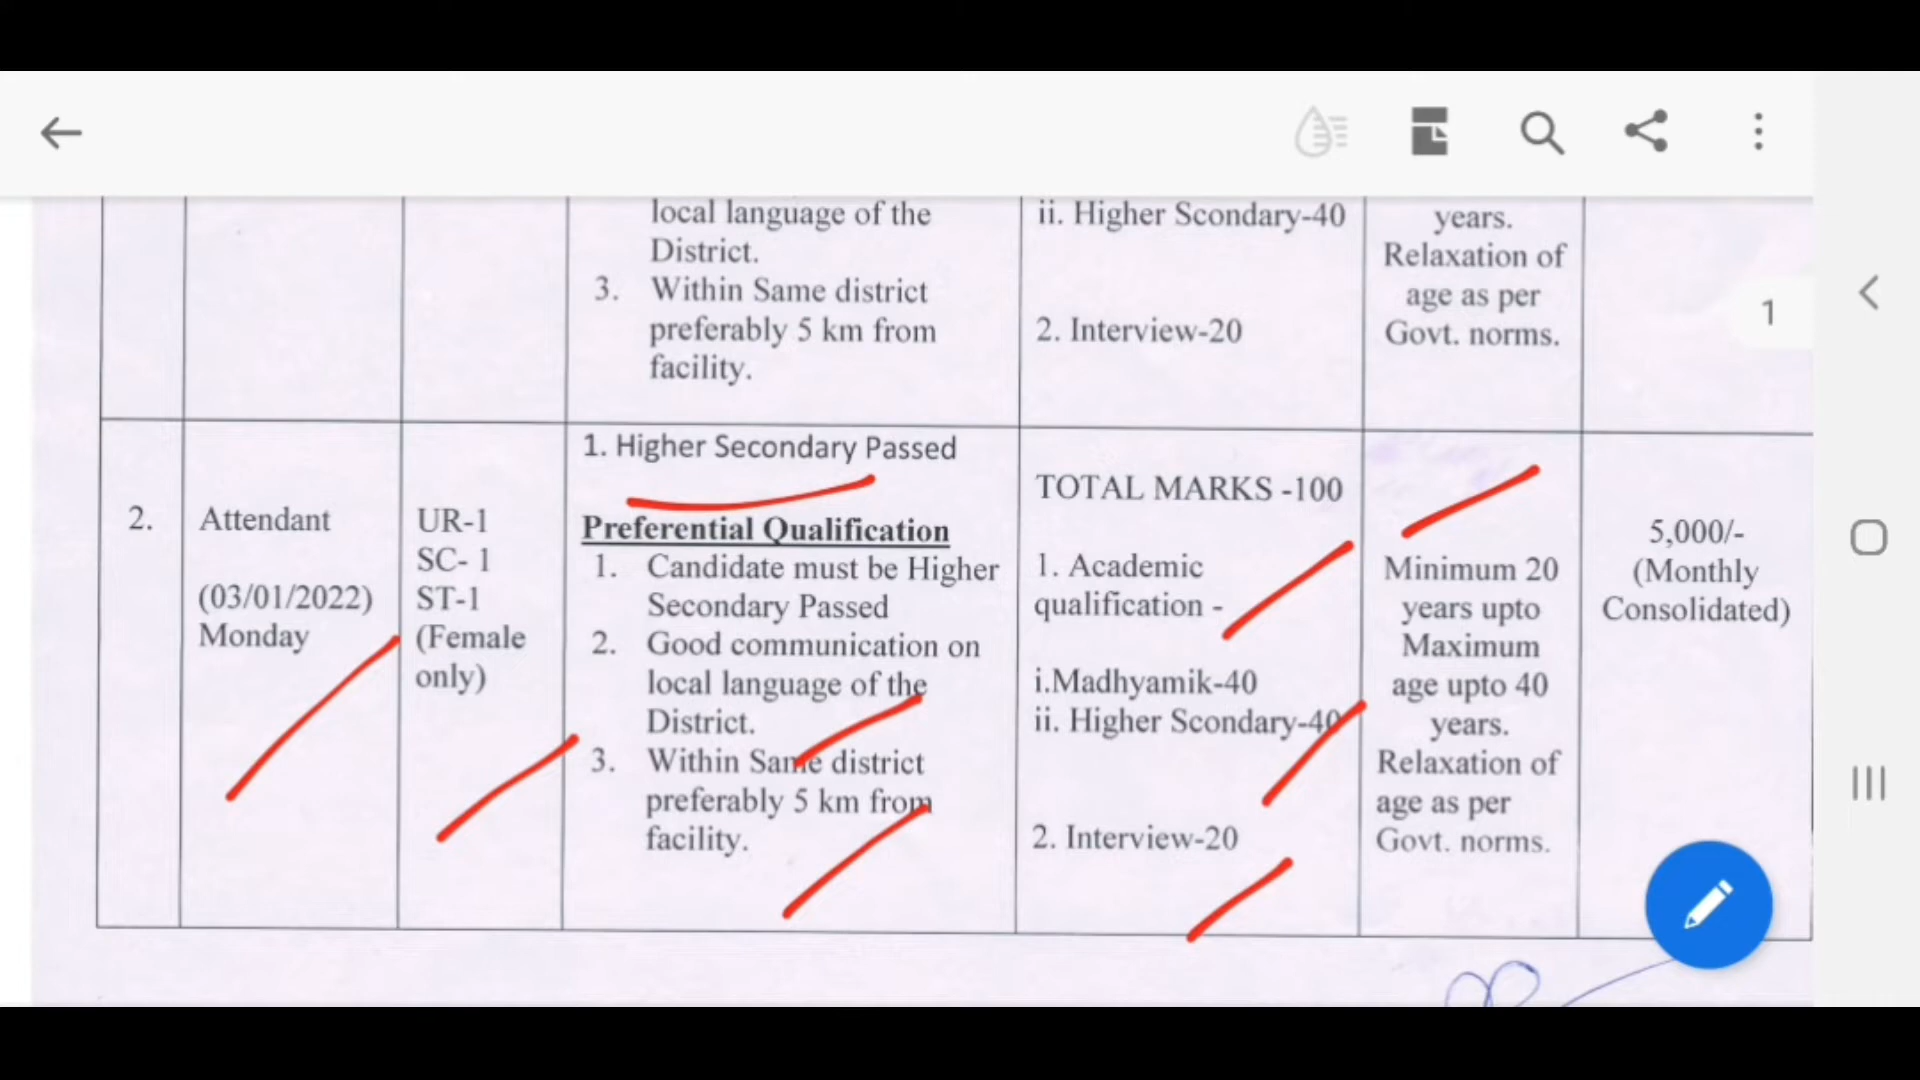 local language of the
District.
3. Within Same district
preferably 5 km from
facility.
ii. Higher Scondary-40
2. Interview-20
years.
Relaxation of
age as per
Govt. norms.
1
2.
Attendant
(03/01/2022)
Monday
UR-1
SC- 1
ST-1
(Female
only)
1. Higher Secondary Passed
Preferential Qualification
1. Candidate must be Higher
Secondary Passed
2. Good communication on
local language of the
District.
3. Within Same district
preferably 5 km from
facility.
TOTAL MARKS -100
1. Academic
qualification -
i.Madhyamik-40
ii. Higher Scondary-40
2. Interview-20
Minimum 20
years upto
Maximum
age upto 40
years.
Relaxation of
age as per
Govt. norms.
5,000/-
(Monthly
Consolidated)